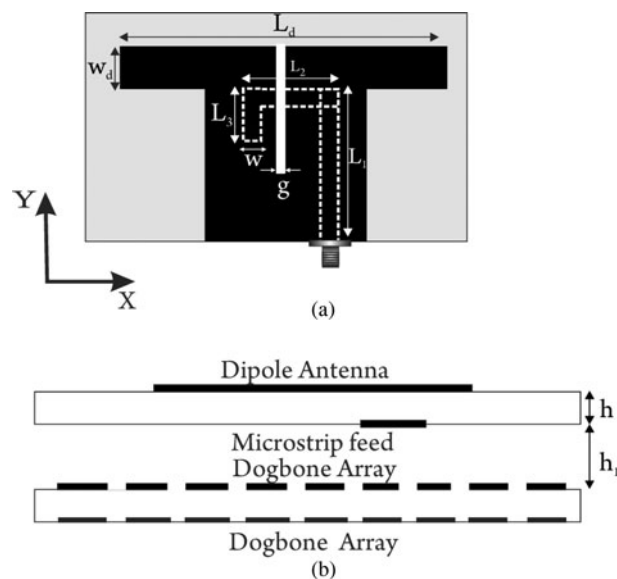 L_d
w_d
L_2
L_3
L_1
w
g
Y
X
(a)
Dipole Antenna
h
Microstrip feed
h_1
Dogbone Array
Dogbone Array
(b)